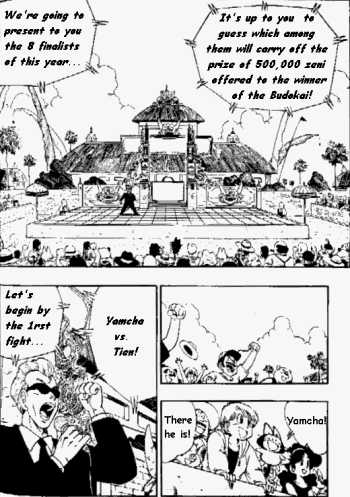 We're going to
present to you
the 8 finalists
of this year...
It's up to you to
guess which among
them will carry off the
prize of 500,000 zeni
offered to the winner
of the Budokai!
Let's
begin by
the 1rst
fight...
Yamcha
vs.
Tien!
There
he is!
Yamcha!